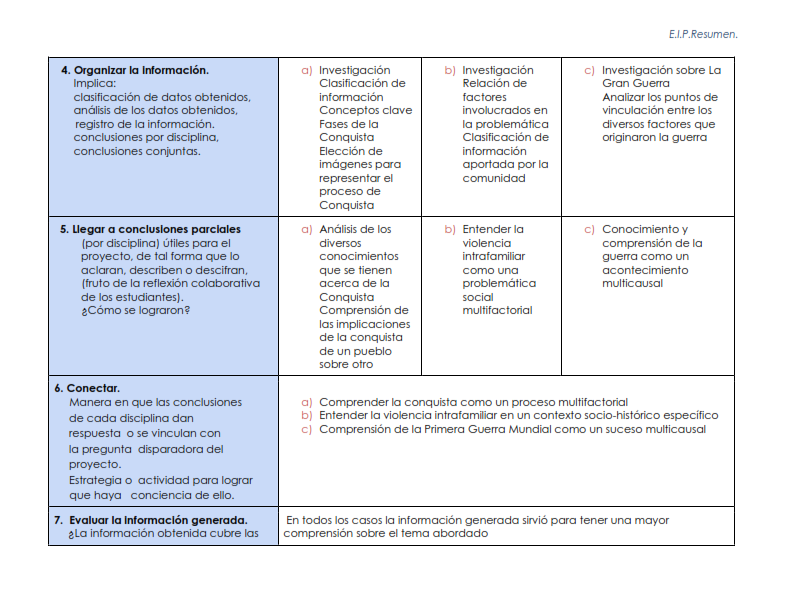 E.I.P.Resumen.
4. Organizar la información.
Implica:
clasificación de datos obtenidos,
análisis de los datos obtenidos,
registro de la información.
conclusiones por disciplina,
conclusiones conjuntas.
a) Investigación
Clasificación de
información
Conceptos clave
Fases de la
Conquista
Elección de
imágenes para
representar el
proceso de
Conquista
b) Investigación
Relación de
factores
involucrados en
la problemática
Clasificación de
información
aportada por la
comunidad
c) Investigación sobre La
Gran Guerra
Analizar los puntos de
vinculación entre los
diversos factores que
originaron la guerra
5. Llegar a conclusiones parciales
(por disciplina) útiles para el
proyecto, de tal forma que lo
aclaran, describen o descifran,
(fruto de la reflexión colaborativa
de los estudiantes).
¿Cómo se lograron?
a) Análisis de los
diversos
conocimientos
que se tienen
acerca de la
Conquista
Comprensión de
las implicaciones
de la conquista
de un pueblo
sobre otro
b) Entender la
violencia
intrafamiliar
como una
problemática
social
multifactorial
c) Conocimiento y
comprensión de la
guerra como un
acontecimiento
multicausal
6. Conectar.
Manera en que las conclusiones
de cada disciplina dan
respuesta o se vinculan con
la pregunta disparadora del
proyecto.
Estrategia o actividad para lograr
que haya conciencia de ello.
a) Comprender la conquista como un proceso multifactorial
b) Entender la violencia intrafamiliar en un contexto socio-histórico específico
c) Comprensión de la Primera Guerra Mundial como un suceso multicausal
7. Evaluar la información generada.
¿La información obtenida cubre las
En todos los casos la información generada sirvió para tener una mayor
comprensión sobre el tema abordado